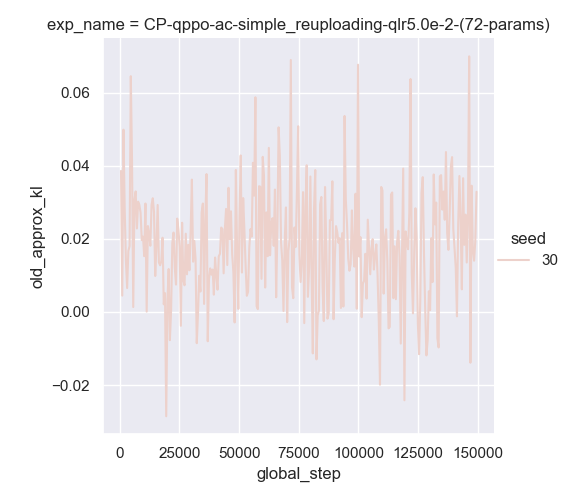 exp_name = CP-qppo-ac-simple_reuploading-qlr5.0e-2-(72-params)
0.06
0.04
0.02
0.00
−0.02
old_approx_kl
0 25000 50000 75000 100000 125000 150000
global_step
seed
30